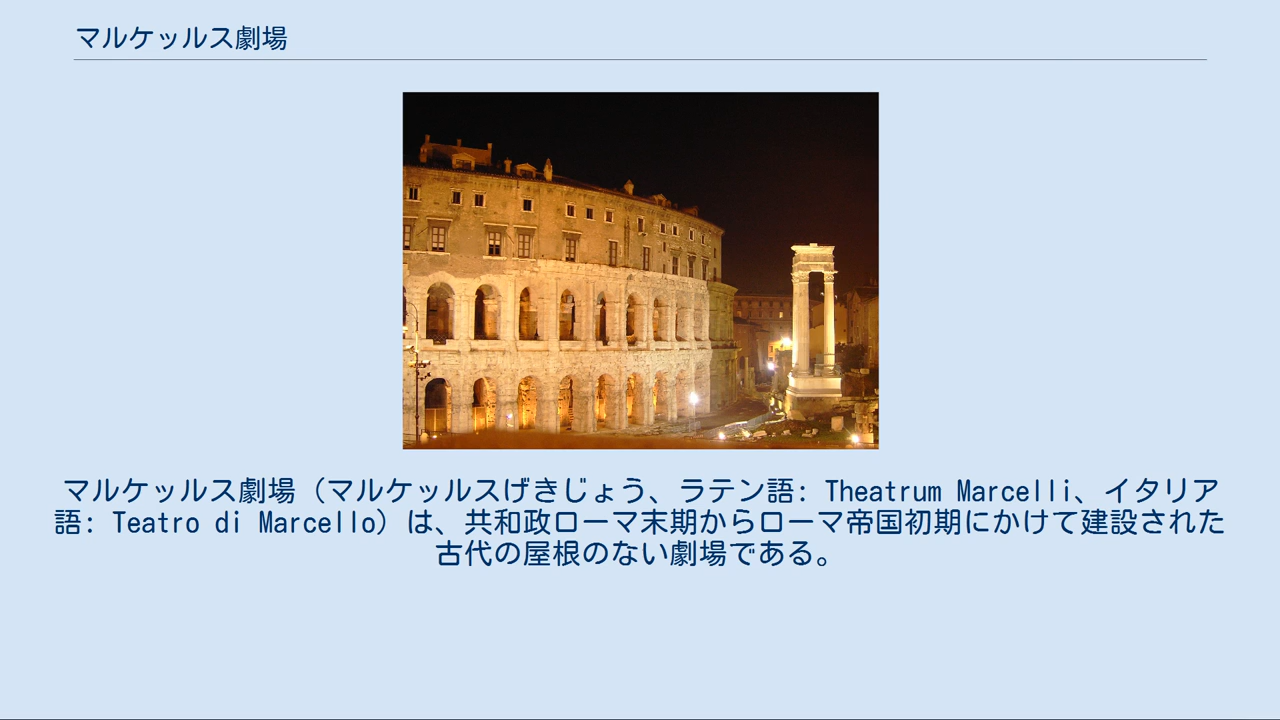 マルケッルス劇場
マルケッルス劇場（マルケッルスげきじょう、ラテン語: Theatrum Marcelli、イタリア
語: Teatro di Marcello）は、共和政ローマ末期からローマ帝国初期にかけて建設された
古代の屋根のない劇場である。